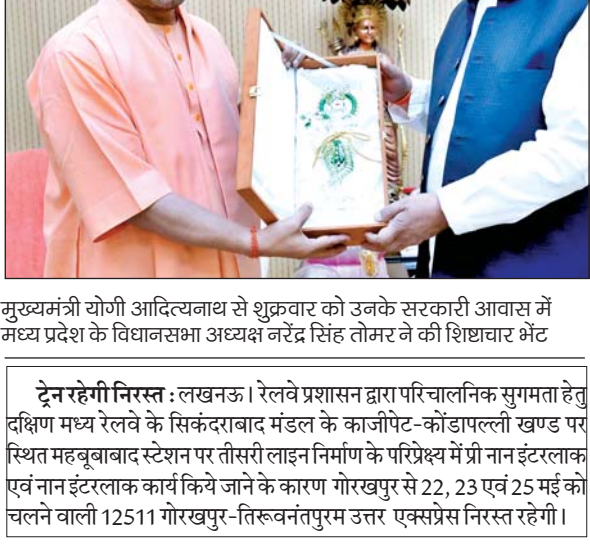 मुख्यमंत्री योगी आदित्यनाथ से शुक्रवार को उनके सरकारी आवास में
मध्य प्रदेश के विधानसभा अध्यक्ष नरेंद्र सिंह तोमर ने की शिष्टाचार भेंट
ट्रेन रहेगी निरस्त : लखनऊ। रेलवे प्रशासन द्वारा परिचालनिक सुगमता हेतु
दक्षिण मध्य रेलवे के सिकंदराबाद मंडल के काजीपेट-कोंडापल्ली खण्ड पर
स्थित महबूबाबाद स्टेशन पर तीसरी लाइन निर्माण के परिप्रेक्ष्य में प्री नान इंटरलाक
एवं नान इंटरलाक कार्य किये जाने के कारण गोरखपुर से 22, 23 एवं 25 मई को
चलने वाली 12511 गोरखपुर-तिरूवनंतपुरम उत्तर एक्सप्रेस निरस्त रहेगी।